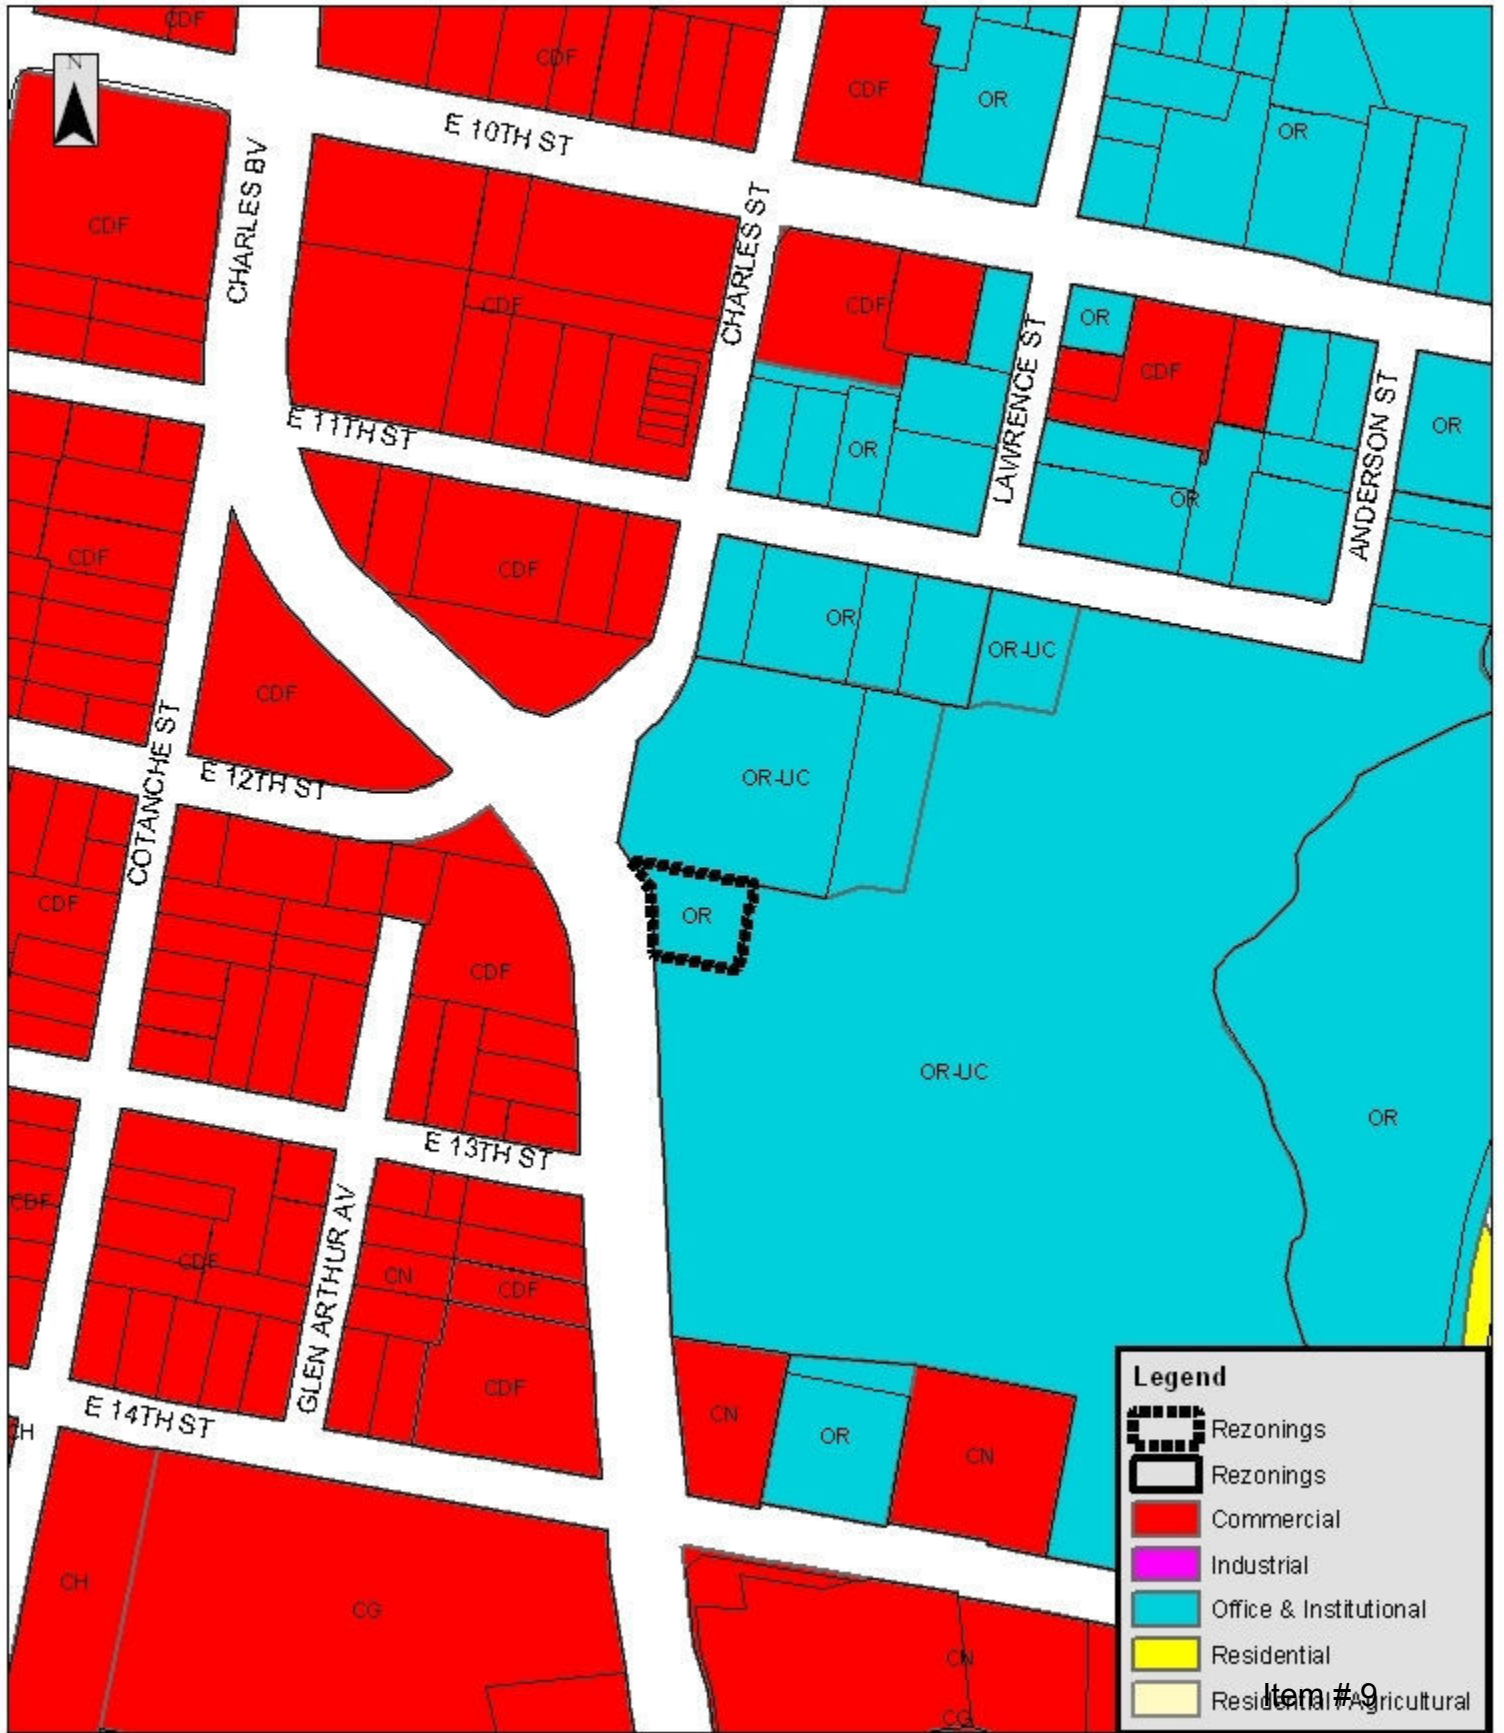 CDF
CDF
N
CDF
OR
OR
E 10TH ST
CHARLES BV
CHARLES ST
CDF
CDF
CDF
OR
CDF
LAWRENCE ST
ANDERSON ST
OR
E 11TH ST
OR
OR
CDF
CDF
OR
OR-UC
CDF
COTANCHE ST
E 12TH ST
OR-UC
CDF
OR
CDF
OR-UC
OR
E 13TH ST
CDF
CDF
GLEN ARTHUR AV
CN
CDF
CDF
E 14TH ST
CH
CN
OR
CN
CH
CG
CN
CG
Legend
Rezonings
Rezonings
Commercial
Industrial
Office & Institutional
Residential
Residential / Agricultural
Item # 9